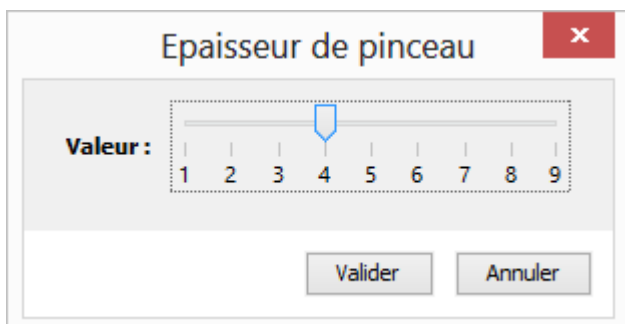 Epaisseur de pinceau
Valeur :
1 2 3 4 5 6 7 8 9
Valider Annuler